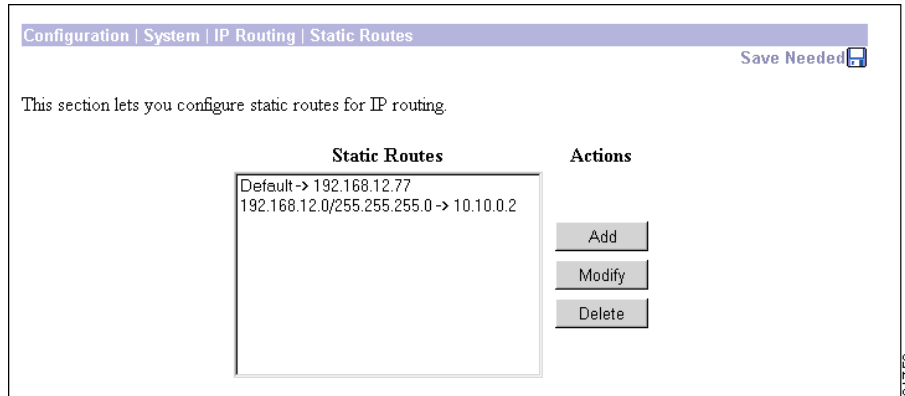 Configuration | System | IP Routing | Static Routes
Save Needed
This section lets you configure static routes for IP routing.
Static Routes Actions
Default -> 192.168.12.77
192.168.12.0/255.255.255.0 -> 10.10.0.2
Add
Modify
Delete